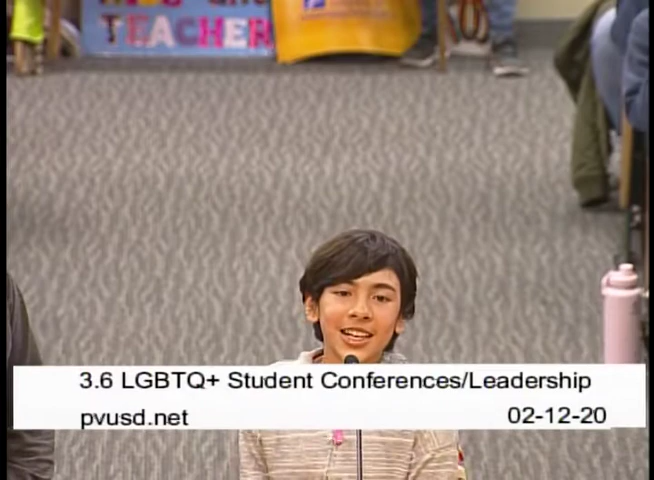 TEACHER
3.6 LGBTQ+ Student Conferences/Leadership
pvusd.net 02-12-20